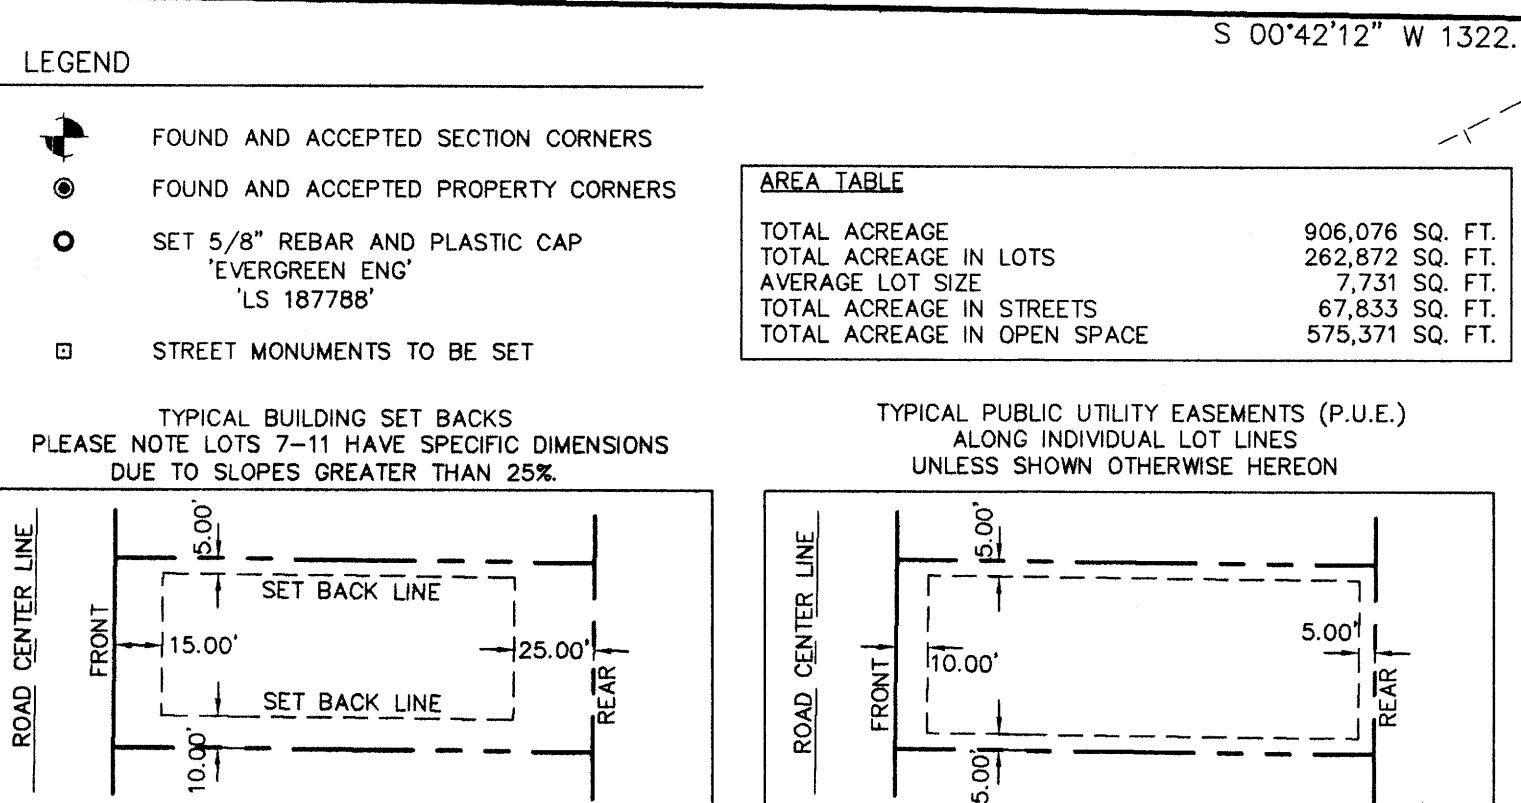 S 00°42'12" W 1322.
LEGEND
FOUND AND ACCEPTED SECTION CORNERS
FOUND AND ACCEPTED PROPERTY CORNERS
SET 5/8" REBAR AND PLASTIC CAP
'EVERGREEN ENG'
'LS 187788'
STREET MONUMENTS TO BE SET
AREA TABLE
TOTAL ACREAGE 906,076 SQ. FT.
TOTAL ACREAGE IN LOTS 262,872 SQ. FT.
AVERAGE LOT SIZE 7,731 SQ. FT.
TOTAL ACREAGE IN STREETS 67,833 SQ. FT.
TOTAL ACREAGE IN OPEN SPACE 575,371 SQ. FT.
TYPICAL BUILDING SET BACKS
PLEASE NOTE LOTS 7-11 HAVE SPECIFIC DIMENSIONS
DUE TO SLOPES GREATER THAN 25%.
ROAD CENTER LINE
FRONT
5.00'
SET BACK LINE
15.00'
25.00'
SET BACK LINE
10.00'
REAR
TYPICAL PUBLIC UTILITY EASEMENTS (P.U.E.)
ALONG INDIVIDUAL LOT LINES
UNLESS SHOWN OTHERWISE HEREON
ROAD CENTER LINE
FRONT
5.00'
10.00'
5.00'
5.00'
REAR